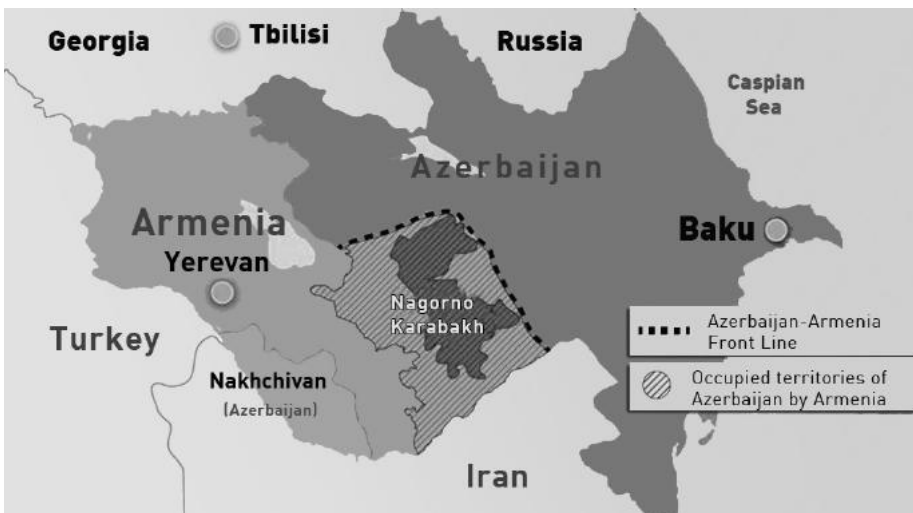 Georgia
Tbilisi
Russia
Caspian
Sea
Azerbaijan
Armenia
Yerevan
Baku
Nagorno
Karabakh
Turkey
Nakhchivan
(Azerbaijan)
Iran
Azerbaijan-Armenia
Front Line
Occupied territories of
Azerbaijan by Armenia